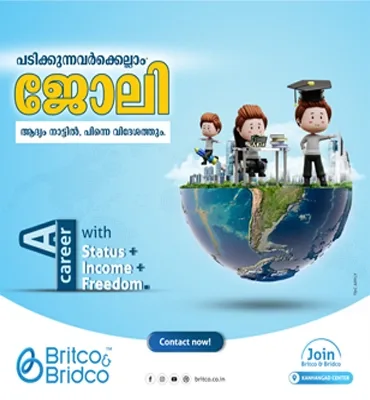 പഠിക്കുന്നവർക്കെല്ലാം*
ജോലി
ആദ്യം നാട്ടിൽ, പിന്നെ വിദേശത്തും.
A career
with
Status +
Income +
Freedom.
Contact now!
Britco &
Bridco
TM
britco.co.in
Join
Britco & Bridco
KANHANGAD CENTER